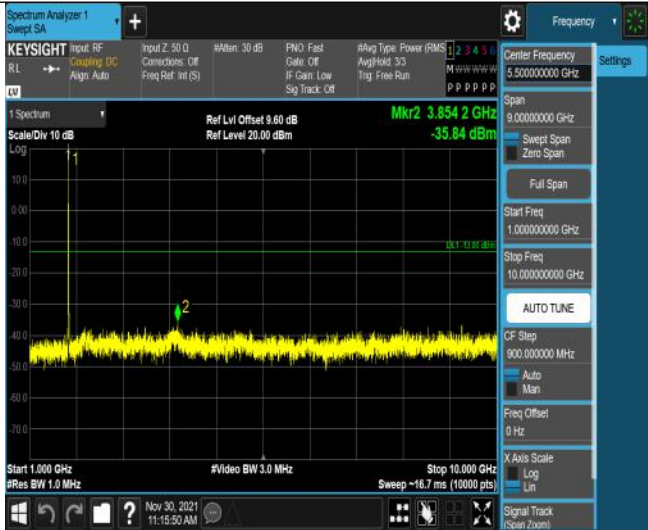 Spectrum Analyzer 1
Swept SA
+
Frequency
KEYSIGHT
RL
LV
Input: RF
Coupling: DC
Align: Auto
Input Z: 50 Ω
Corrections: Off
Freq Ref: Int (S)
#Atten: 30 dB
PNO: Fast
Gate: Off
IF Gain: Low
Sig Track: Off
#Avg Type: Power (RMS
Avg|Hold: 3/3
Trig: Free Run
1 2 3 4 5 6
M W W W W W
P P P P P P
1 Spectrum
Scale/Div 10 dB
Log
Ref Lvl Offset 9.60 dB
Ref Level 20.00 dBm
Mkr2 3.854 2 GHz
-35.84 dBm
1
10.0
0.00
-10.0
DL1 -13.00 dBm
-20.0
-30.0
2
-40.0
-50.0
-60.0
-70.0
Start 1.000 GHz
#Res BW 1.0 MHz
#Video BW 3.0 MHz
Stop 10.000 GHz
Sweep ~16.7 ms (10000 pts)
Center Frequency
5.500000000 GHz
Settings
Span
9.00000000 GHz
Swept Span
Zero Span
Full Span
Start Freq
1.000000000 GHz
Stop Freq
10.000000000 GHz
AUTO TUNE
CF Step
900.000000 MHz
Auto
Man
Freq Offset
0 Hz
X Axis Scale
Log
Lin
Signal Track
(Span Zoom)
?
Nov 30, 2021
11:15:50 AM